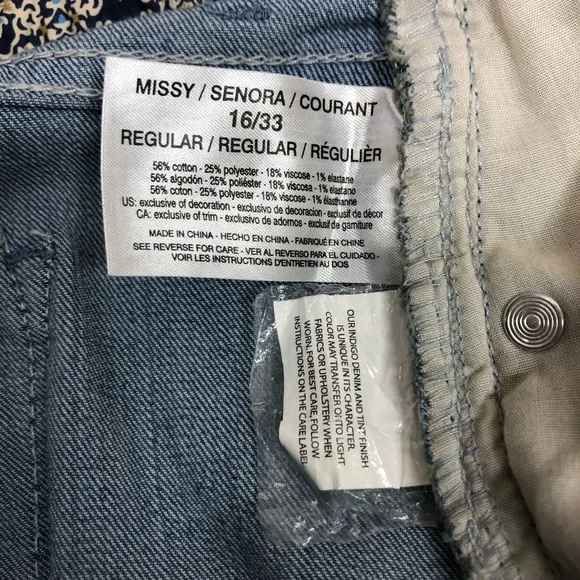 MISSY / SENORA / COURANT
16/33
REGULAR / REGULAR / RÉGULIÈR
56% cotton - 25% polyester - 18% viscose - 1% elastane
56% algodón - 25% poliéster - 18% viscosa - 1% elastano
56% coton - 25% polyester - 18% viscose - 1% élasthanne
US: exclusive of decoration - exclusivo de decoracion - exclusif de décor
CA: exclusive of trim - exclusivo de adornos - exclusif de garniture
MADE IN CHINA - HECHO EN CHINA - FABRIQUÉ EN CHINE
SEE REVERSE FOR CARE - VER AL REVERSO PARA EL CUIDADO -
VOIR LES INSTRUCTIONS D'ENTRETIEN AU DOS
OUR INDIGO DENIM AND TINT FINISH
IS UNIQUE IN ITS CHARACTER.
COLOR MAY TRANSFER ONTO LIGHT
FABRICS OR UPHOLSTERY WHEN
WORN. FOR BEST CARE, FOLLOW
INSTRUCTIONS ON THE CARE LABEL